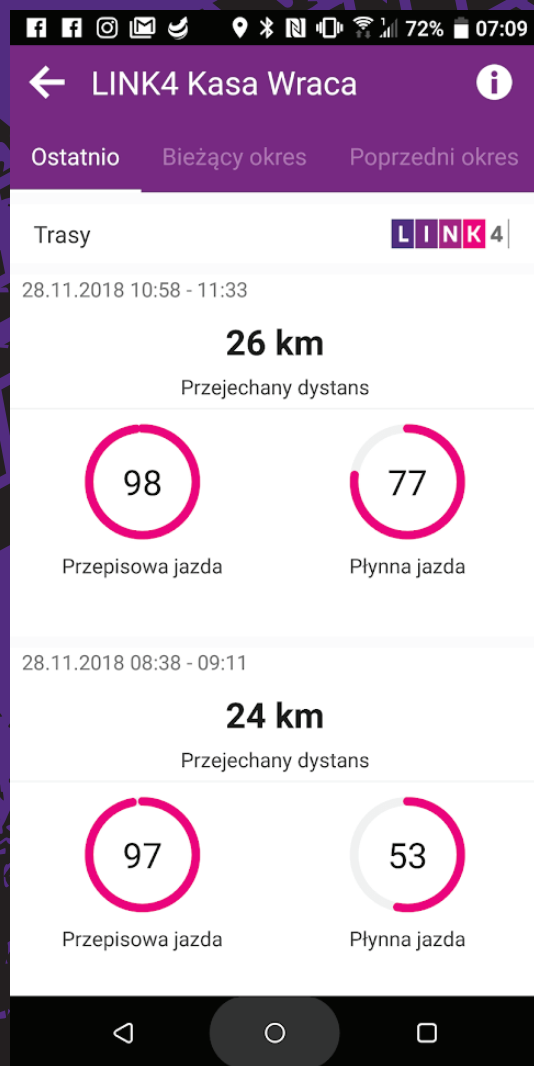 72% 07:09
LINK4 Kasa Wraca
Ostatnio Bieżący okres Poprzedni okres
Trasy LINK4
28.11.2018 10:58 - 11:33
26 km
Przejechany dystans
98 77
Przepisowa jazda Płynna jazda
28.11.2018 08:38 - 09:11
24 km
Przejechany dystans
97 53
Przepisowa jazda Płynna jazda